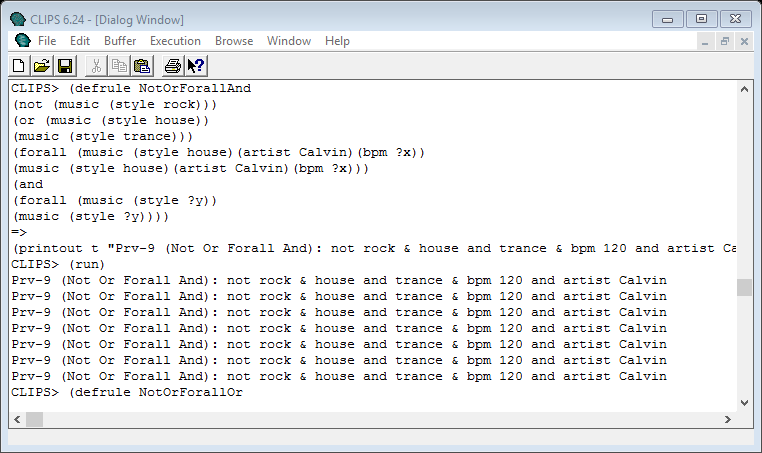 CLIPS 6.24 - [Dialog Window]
File Edit Buffer Execution Browse Window Help
CLIPS> (defrule NotOrForallAnd
(not (music (style rock)))
(or (music (style house))
(music (style trance)))
(forall (music (style house)(artist Calvin)(bpm ?x))
(music (style house)(artist Calvin)(bpm ?x)))
(and
(forall (music (style ?y))
(music (style ?y))))
=>
(printout t "Prv-9 (Not Or Forall And): not rock & house and trance & bpm 120 and artist Ca
CLIPS> (run)
Prv-9 (Not Or Forall And): not rock & house and trance & bpm 120 and artist Calvin
Prv-9 (Not Or Forall And): not rock & house and trance & bpm 120 and artist Calvin
Prv-9 (Not Or Forall And): not rock & house and trance & bpm 120 and artist Calvin
Prv-9 (Not Or Forall And): not rock & house and trance & bpm 120 and artist Calvin
Prv-9 (Not Or Forall And): not rock & house and trance & bpm 120 and artist Calvin
Prv-9 (Not Or Forall And): not rock & house and trance & bpm 120 and artist Calvin
Prv-9 (Not Or Forall And): not rock & house and trance & bpm 120 and artist Calvin
CLIPS> (defrule NotOrForallOr